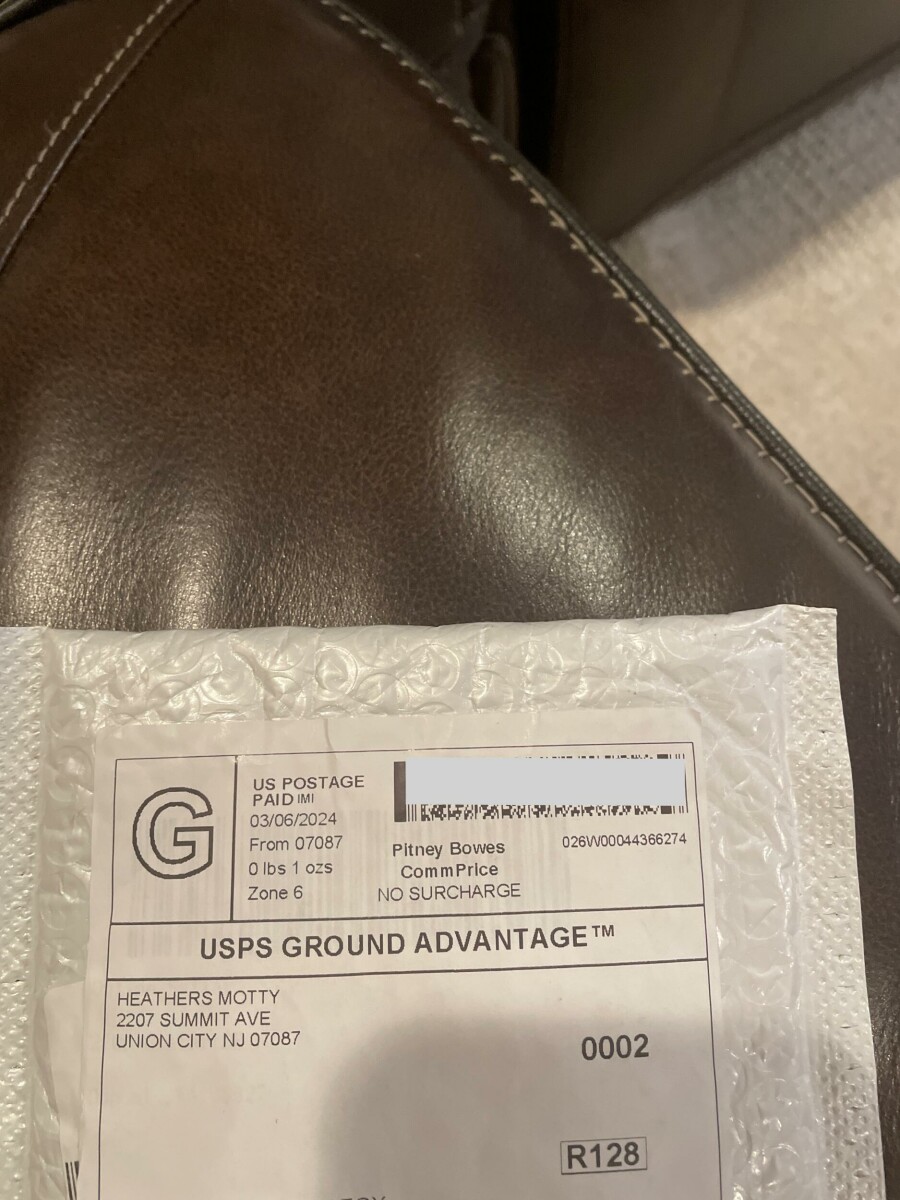 G
US POSTAGE
PAID IMI
03/06/2024
From 07087
0 lbs 1 ozs
Zone 6
Pitney Bowes
CommPrice
NO SURCHARGE
026W00044366274
USPS GROUND ADVANTAGE™
HEATHERS MOTTY
2207 SUMMIT AVE
UNION CITY NJ 07087
0002
R128